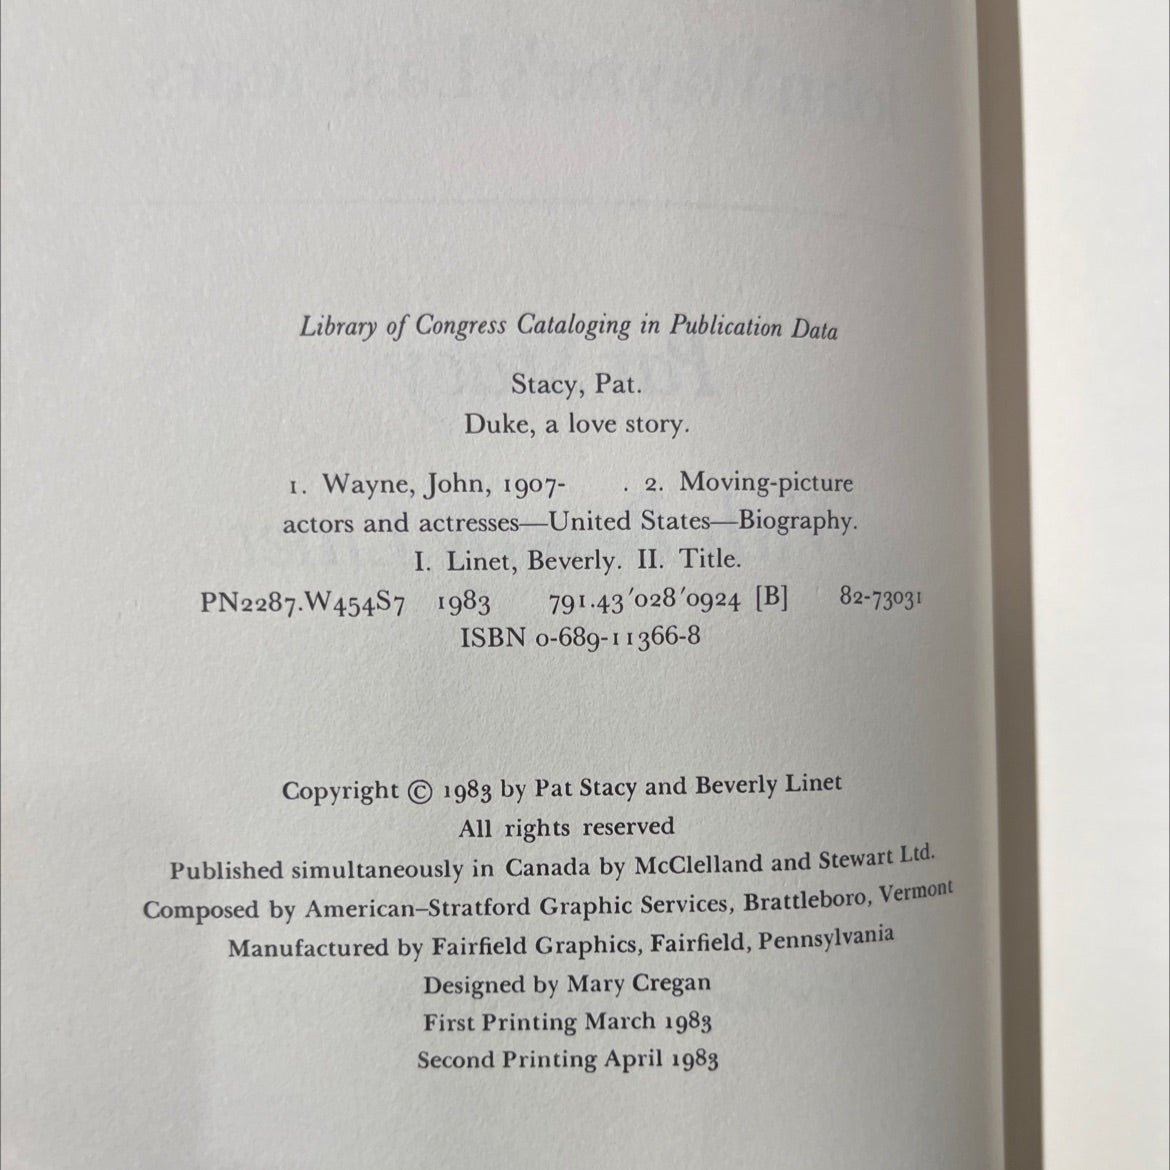 Library of Congress Cataloging in Publication Data
Stacy, Pat.
Duke, a love story.
1. Wayne, John, 1907- . 2. Moving-picture
actors and actresses—United States—Biography.
I. Linet, Beverly. II. Title.
PN2287.W454S7 1983 791.43′028′0924 [B] 82-73031
ISBN 0-689-11366-8
Copyright © 1983 by Pat Stacy and Beverly Linet
All rights reserved
Published simultaneously in Canada by McClelland and Stewart Ltd.
Composed by American–Stratford Graphic Services, Brattleboro, Vermont
Manufactured by Fairfield Graphics, Fairfield, Pennsylvania
Designed by Mary Cregan
First Printing March 1983
Second Printing April 1983